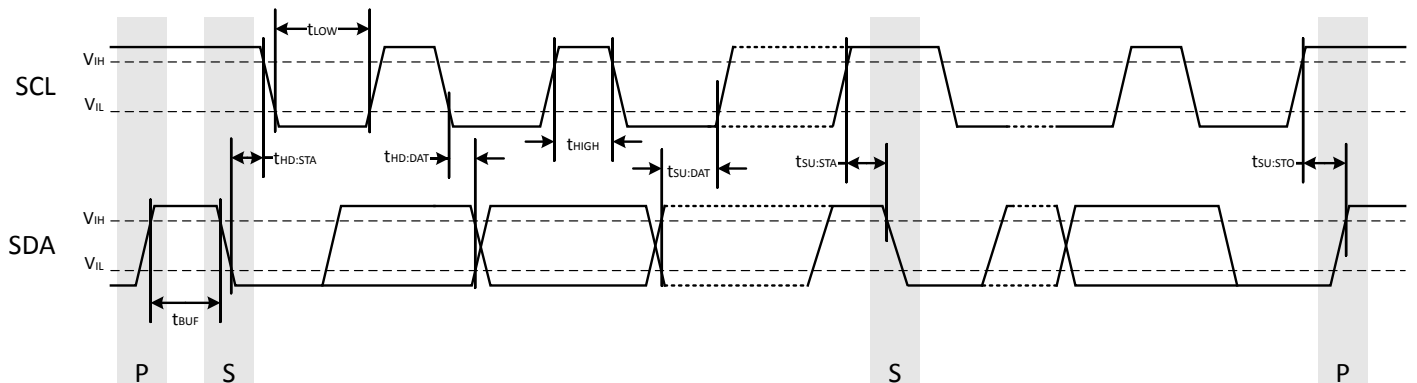 tLOW
VIH
SCL
VIL
tHD:STA
tHD:DAT
tHIGH
tSU:DAT
tSU:STA
tSU:STO
VIH
SDA
VIL
tBUF
P
S
S
P